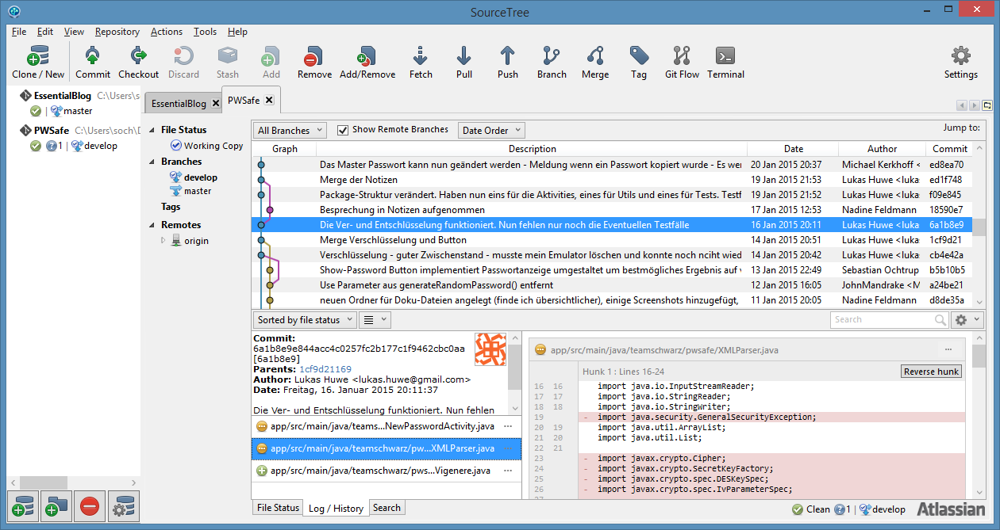 SourceTree
File Edit View Repository Actions Tools Help
Clone / New Commit Checkout Discard Stash Add Remove Add/Remove Fetch Pull Push Branch Merge Tag Git Flow Terminal Settings
EssentialBlog C:\Users\s
master
PWSafe C:\Users\soch\D
1 develop
EssentialBlog PWSafe
File Status
Working Copy
Branches
develop
master
Tags
Remotes
origin
All Branches Show Remote Branches Date Order Jump to:
Graph Description Date Author Commit
Das Master Passwort kann nun geändert werden - Meldung wenn ein Passwort kopiert wurde - Es wer 20 Jan 2015 20:37 Michael Kerkhoff < ed8ea70
Merge der Notizen 19 Jan 2015 21:53 Lukas Huwe <lukas ed1f748
Package-Struktur verändert. Haben nun eins für die Aktivities, eines für Utils und eines für Tests. Testf 19 Jan 2015 21:52 Lukas Huwe <lukas f09e845
Besprechung in Notizen aufgenommen 17 Jan 2015 12:53 Nadine Feldmann 18590e7
Die Ver- und Entschlüsselung funktioniert. Nun fehlen nur noch die Eventuellen Testfälle 16 Jan 2015 20:11 Lukas Huwe <lukas 6a1b8e9
Merge Verschlüsselung und Button 14 Jan 2015 20:51 Lukas Huwe <lukas 1cf9d21
Verschlüsselung - guter Zwischenstand - musste mein Emulator löschen und konnte noch nciht wied 14 Jan 2015 20:42 Lukas Huwe <lukas cb4e42a
Show-Password Button implementiert Passwortanzeige umgestaltet um bestmögliches Ergebnis auf v 13 Jan 2015 22:49 Sebastian Ochtrup b5b10b5
Use Parameter aus generateRandomPassword() entfernt 12 Jan 2015 16:05 JohnMandrake <M a24be21
neuen Ordner für Doku-Dateien angelegt (finde ich übersichtlicher), einige Screenshots hinzugefügt, 11 Jan 2015 20:05 Nadine Feldmann d8de35a
Sorted by file status Search
Commit:
6a1b8e9e844acc4c0257fc2b177c1f9462cbc0aa
[6a1b8e9]
Parents: 1cf9d21169
Author: Lukas Huwe <lukas.huwe@gmail.com>
Date: Freitag, 16. Januar 2015 20:11:37
Die Ver- und Entschlüsselung funktioniert. Nun fehlen
app/src/main/java/teams...NewPasswordActivity.java ...
app/src/main/java/teamschwarz/pw...XMLParser.java
app/src/main/java/teamschwarz/pws...Vigenere.java ...
app/src/main/java/teamschwarz/pwsafe/XMLParser.java ...
Hunk 1 : Lines 16-24 Reverse hunk
16 16 import java.io.InputStreamReader;
17 17 import java.io.StringReader;
18 18 import java.io.StringWriter;
19 - import java.security.GeneralSecurityException;
20 19 import java.util.ArrayList;
21 20 import java.util.List;
22 21
23 - import javax.crypto.Cipher;
24 - import javax.crypto.SecretKeyFactory;
25 - import javax.crypto.spec.DESKeySpec;
26 - import javax.crypto.spec.IvParameterSpec;
27
File Status Log / History Search
Clean 1 develop Atlassian